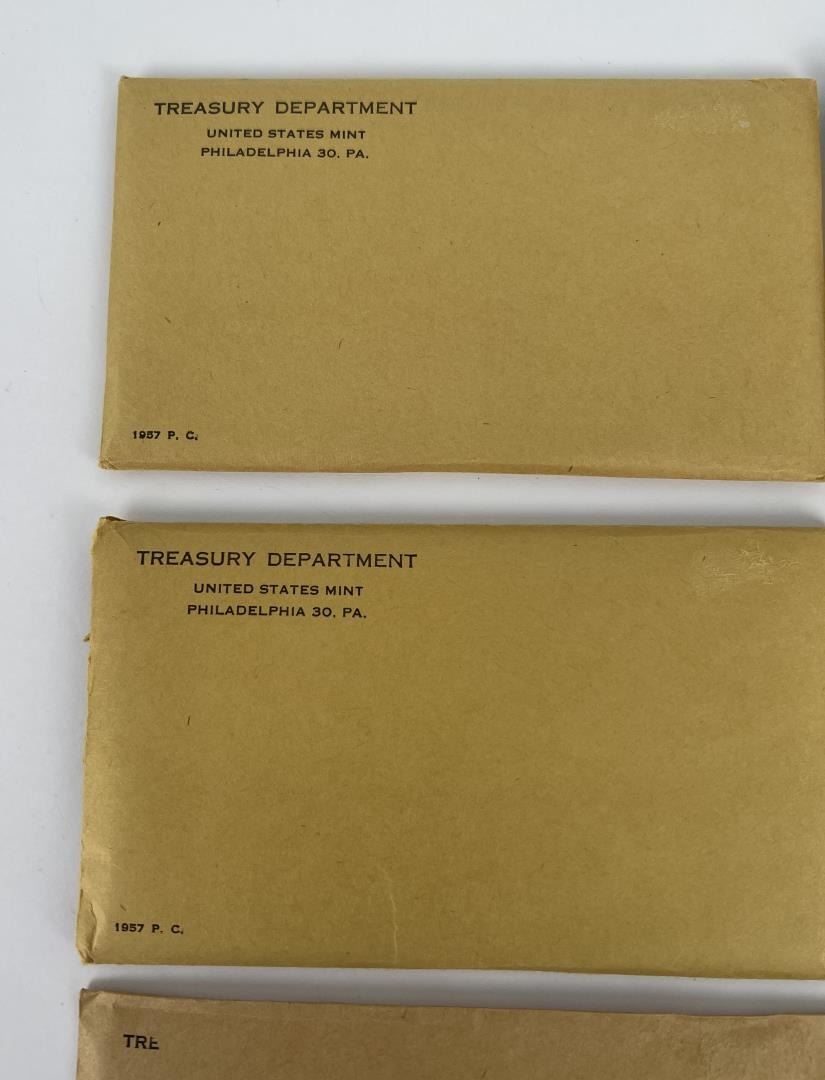 TREASURY DEPARTMENT
UNITED STATES MINT
PHILADELPHIA 30, PA.
1957 P. C.
TREASURY DEPARTMENT
UNITED STATES MINT
PHILADELPHIA 30, PA.
1957 P. C.
TRE